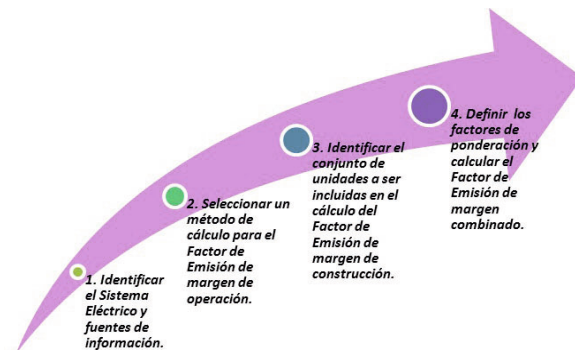 1. Identificar
el Sistema
Eléctrico y
fuentes de
información.
2. Seleccionar un
método de
cálculo para el
Factor de
Emisión de
margen de
operación.
3. Identificar el
conjunto de
unidades a ser
incluidas en el
cálculo del
Factor de
Emisión de
margen de
construcción.
4. Definir los
factores de
ponderación y
calcular el
Factor de
Emisión de
margen
combinado.